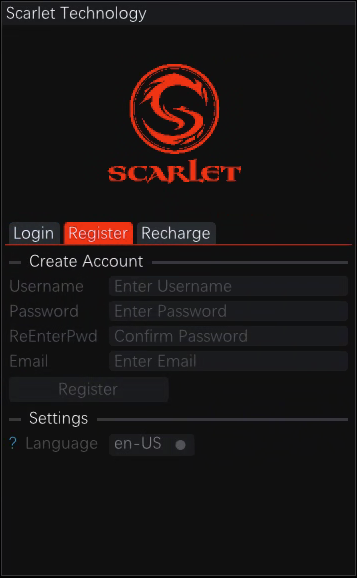 Scarlet Technology
SCARLET
Login Register Recharge
Create Account
Username Enter Username
Password Enter Password
ReEnterPwd Confirm Password
Email Enter Email
Register
Settings
? Language en-US